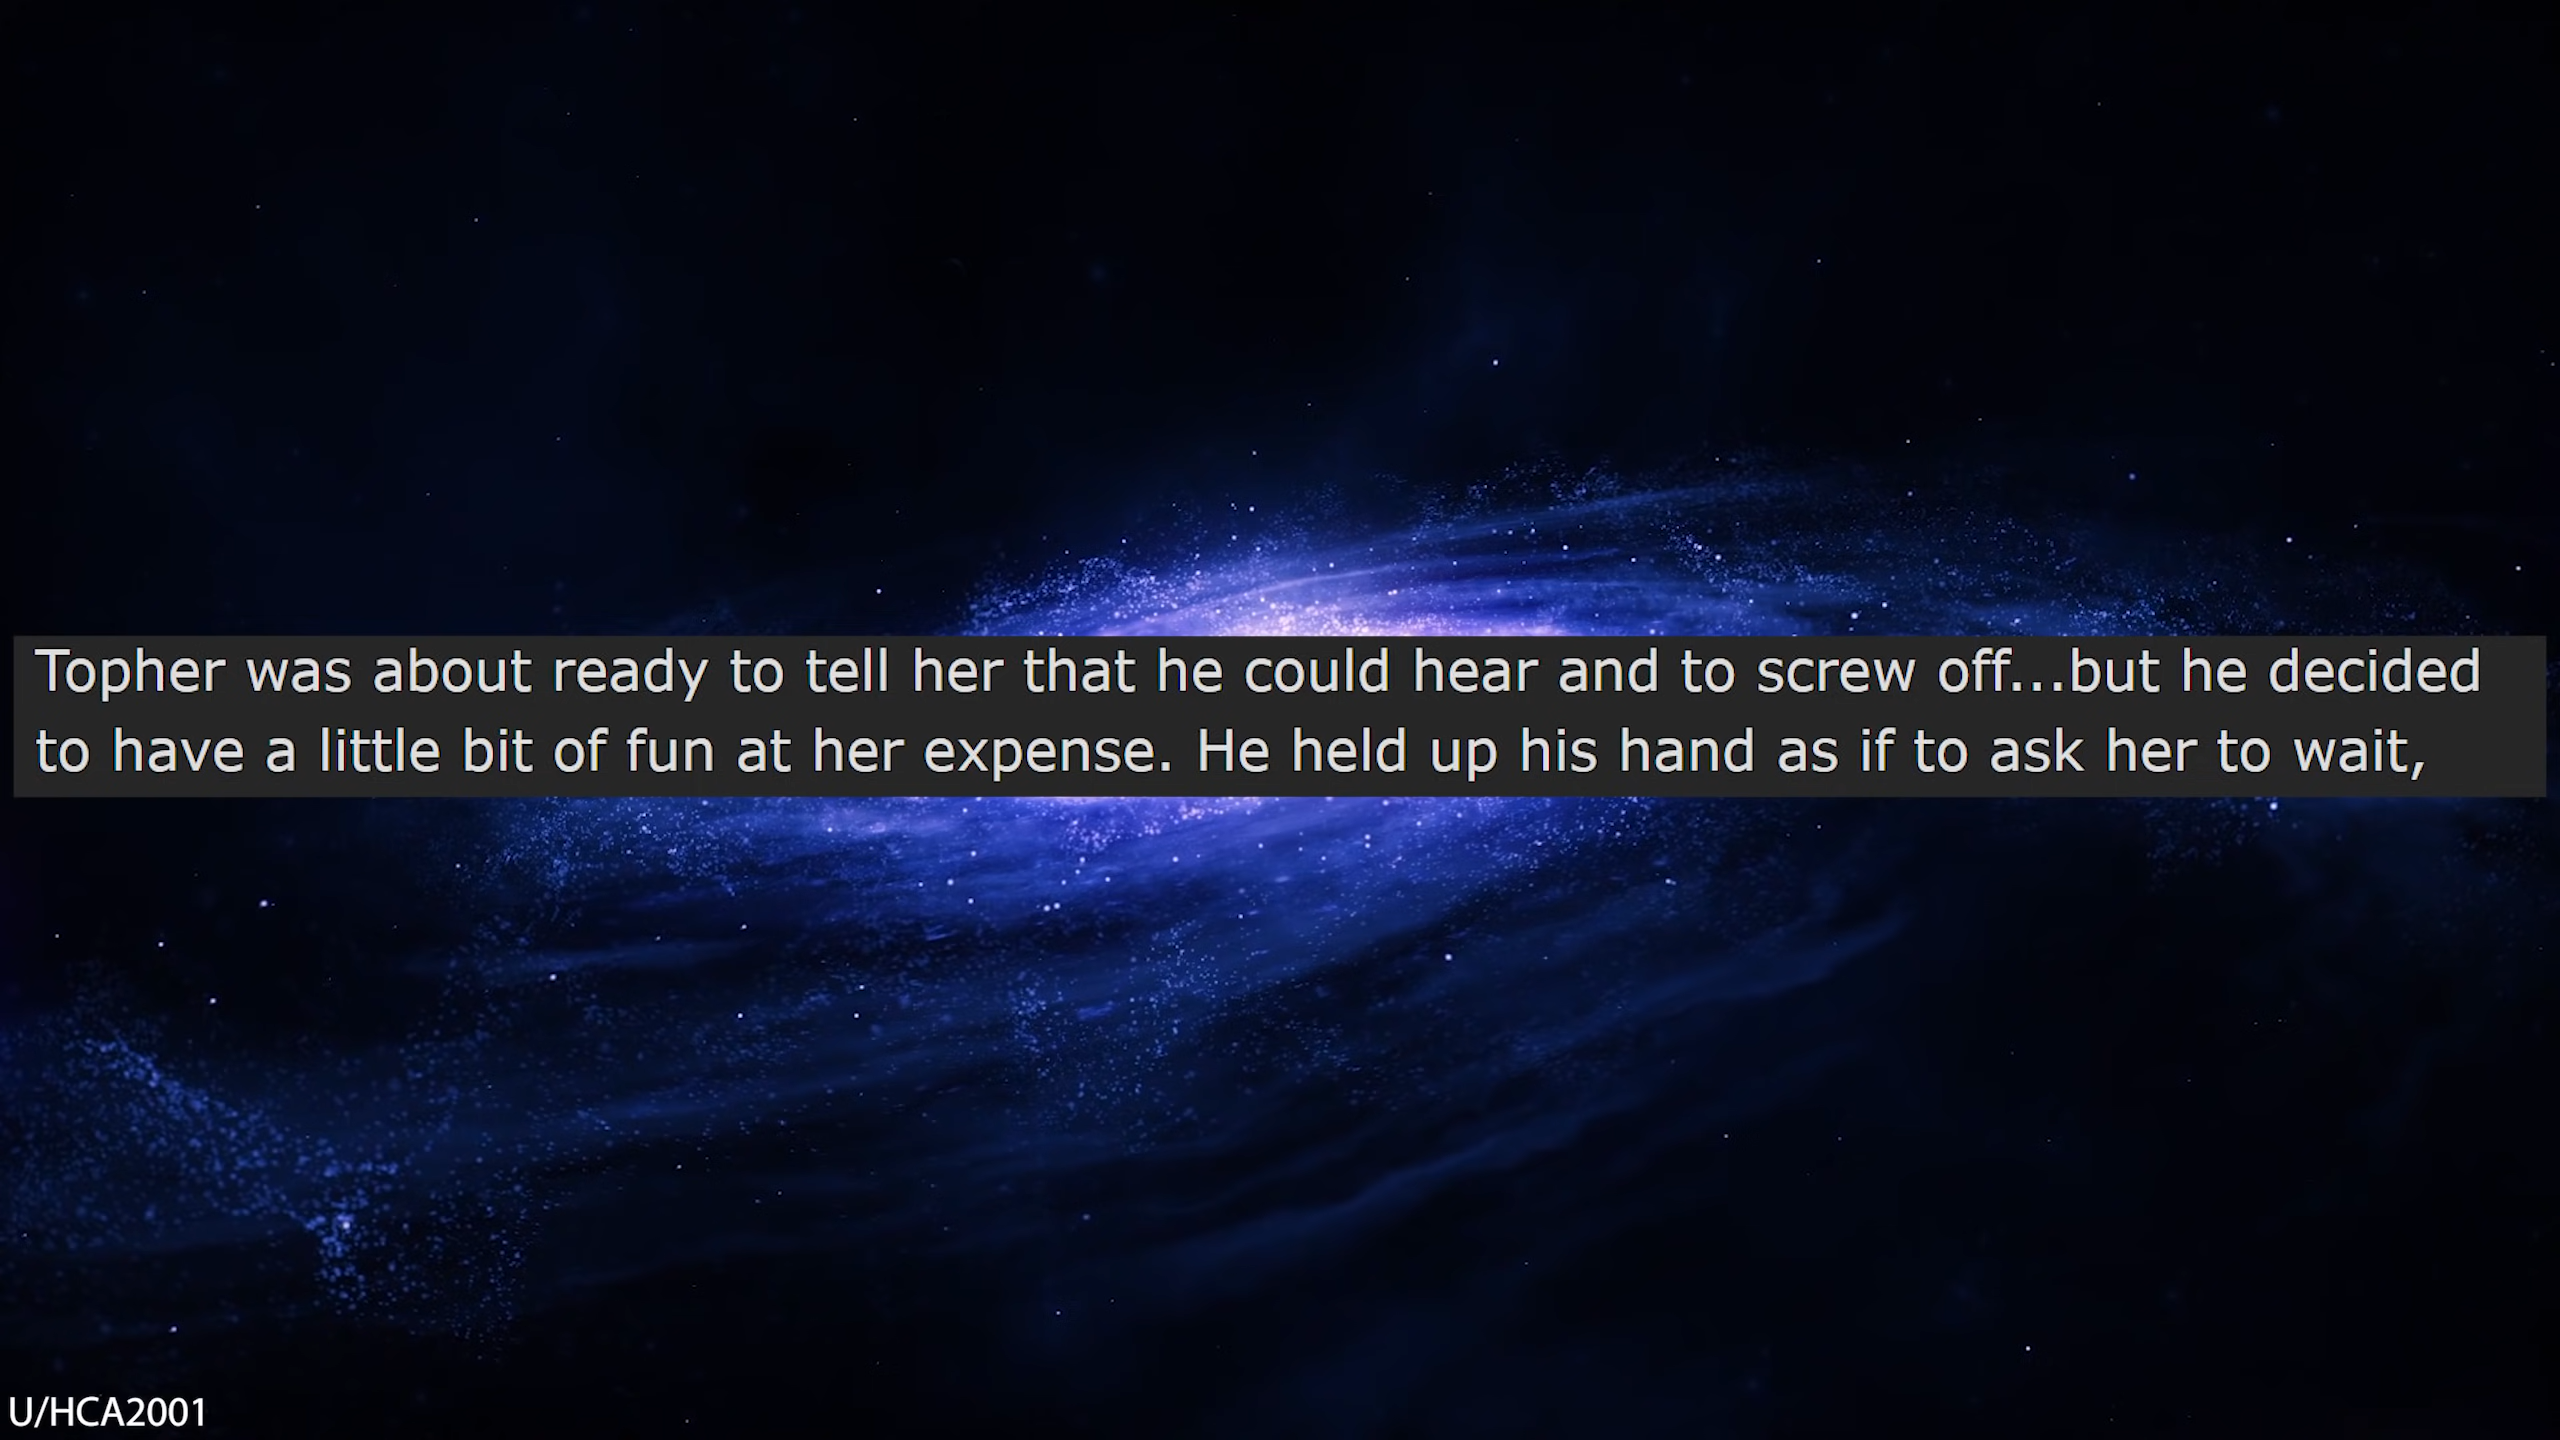 Topher was about ready to tell her that he could hear and to screw off...but he decided
to have a little bit of fun at her expense. He held up his hand as if to ask her to wait,
U/HCA2001